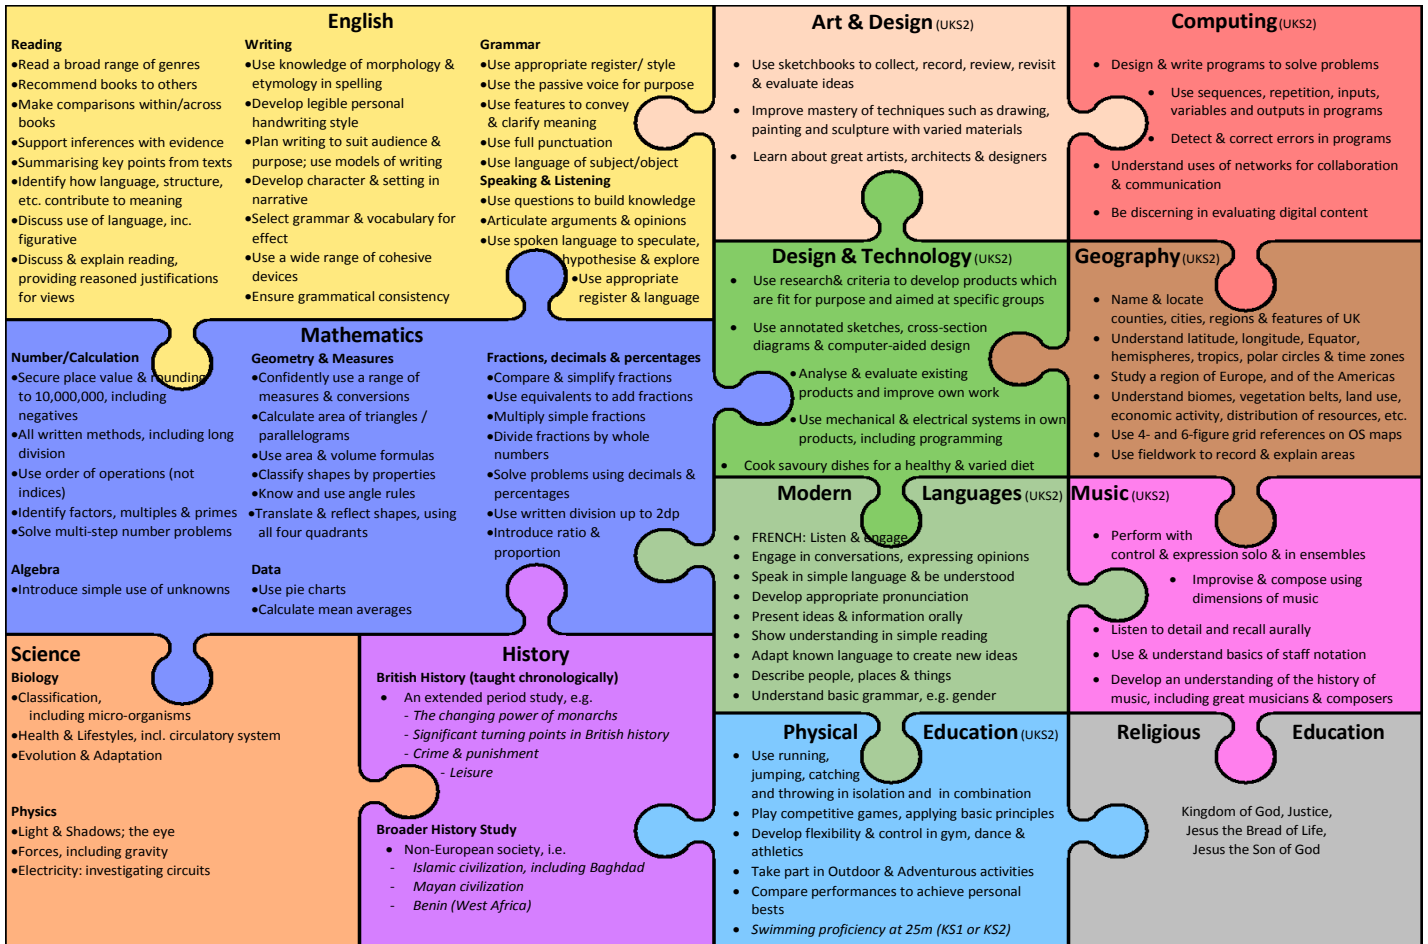 English
Reading
•Read a broad range of genres
•Recommend books to others
•Make comparisons within/across
books
•Support inferences with evidence
•Summarising key points from texts
•Identify how language, structure,
etc. contribute to meaning
•Discuss use of language, inc.
figurative
•Discuss & explain reading,
providing reasoned justifications
for views
Writing
•Use knowledge of morphology &
etymology in spelling
•Develop legible personal
handwriting style
•Plan writing to suit audience &
purpose; use models of writing
•Develop character & setting in
narrative
•Select grammar & vocabulary for
effect
•Use a wide range of cohesive
devices
•Ensure grammatical consistency
Grammar
•Use appropriate register/ style
•Use the passive voice for purpose
•Use features to convey
& clarify meaning
•Use full punctuation
•Use language of subject/object
Speaking & Listening
•Use questions to build knowledge
•Articulate arguments & opinions
•Use spoken language to speculate,
hypothesise & explore
•Use appropriate
register & language
Art & Design (UKS2)
• Use sketchbooks to collect, record, review, revisit
& evaluate ideas
• Improve mastery of techniques such as drawing,
painting and sculpture with varied materials
• Learn about great artists, architects & designers
Computing (UKS2)
• Design & write programs to solve problems
• Use sequences, repetition, inputs,
variables and outputs in programs
• Detect & correct errors in programs
• Understand uses of networks for collaboration
& communication
• Be discerning in evaluating digital content
Mathematics
Number/Calculation
•Secure place value & rounding
to 10,000,000, including
negatives
•All written methods, including long
division
•Use order of operations (not
indices)
•Identify factors, multiples & primes
•Solve multi-step number problems
Algebra
•Introduce simple use of unknowns
Geometry & Measures
•Confidently use a range of
measures & conversions
•Calculate area of triangles /
parallelograms
•Use area & volume formulas
•Classify shapes by properties
•Know and use angle rules
•Translate & reflect shapes, using
all four quadrants
Data
•Use pie charts
•Calculate mean averages
Fractions, decimals & percentages
•Compare & simplify fractions
•Use equivalents to add fractions
•Multiply simple fractions
•Divide fractions by whole
numbers
•Solve problems using decimals &
percentages
•Use written division up to 2dp
•Introduce ratio &
proportion
Design & Technology (UKS2)
• Use research& criteria to develop products which
are fit for purpose and aimed at specific groups
• Use annotated sketches, cross-section
diagrams & computer-aided design
•Analyse & evaluate existing
products and improve own work
•Use mechanical & electrical systems in own
products, including programming
• Cook savoury dishes for a healthy & varied diet
Geography (UKS2)
• Name & locate
counties, cities, regions & features of UK
• Understand latitude, longitude, Equator,
hemispheres, tropics, polar circles & time zones
• Study a region of Europe, and of the Americas
• Understand biomes, vegetation belts, land use,
economic activity, distribution of resources, etc.
• Use 4- and 6-figure grid references on OS maps
• Use fieldwork to record & explain areas
Modern Languages (UKS2)
• FRENCH: Listen & engage
• Engage in conversations, expressing opinions
• Speak in simple language & be understood
• Develop appropriate pronunciation
• Present ideas & information orally
• Show understanding in simple reading
• Adapt known language to create new ideas
• Describe people, places & things
• Understand basic grammar, e.g. gender
Music (UKS2)
• Perform with
control & expression solo & in ensembles
• Improvise & compose using
dimensions of music
• Listen to detail and recall aurally
• Use & understand basics of staff notation
• Develop an understanding of the history of
music, including great musicians & composers
Science
Biology
•Classification,
including micro-organisms
•Health & Lifestyles, incl. circulatory system
•Evolution & Adaptation
Physics
•Light & Shadows; the eye
•Forces, including gravity
•Electricity: investigating circuits
History
British History (taught chronologically)
• An extended period study, e.g.
- The changing power of monarchs
- Significant turning points in British history
- Crime & punishment
- Leisure
Broader History Study
• Non-European society, i.e.
- Islamic civilization, including Baghdad
- Mayan civilization
- Benin (West Africa)
Physical Education (UKS2)
• Use running,
jumping, catching
and throwing in isolation and in combination
• Play competitive games, applying basic principles
• Develop flexibility & control in gym, dance &
athletics
• Take part in Outdoor & Adventurous activities
• Compare performances to achieve personal
bests
• Swimming proficiency at 25m (KS1 or KS2)
Religious Education
Kingdom of God, Justice,
Jesus the Bread of Life,
Jesus the Son of God